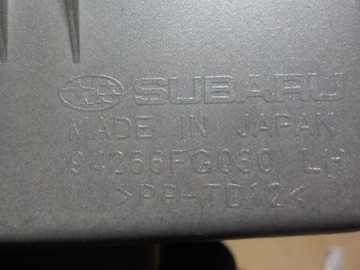 SUBARU
MADE IN JAPAN
94266FG090 LH
>PP-TD12<